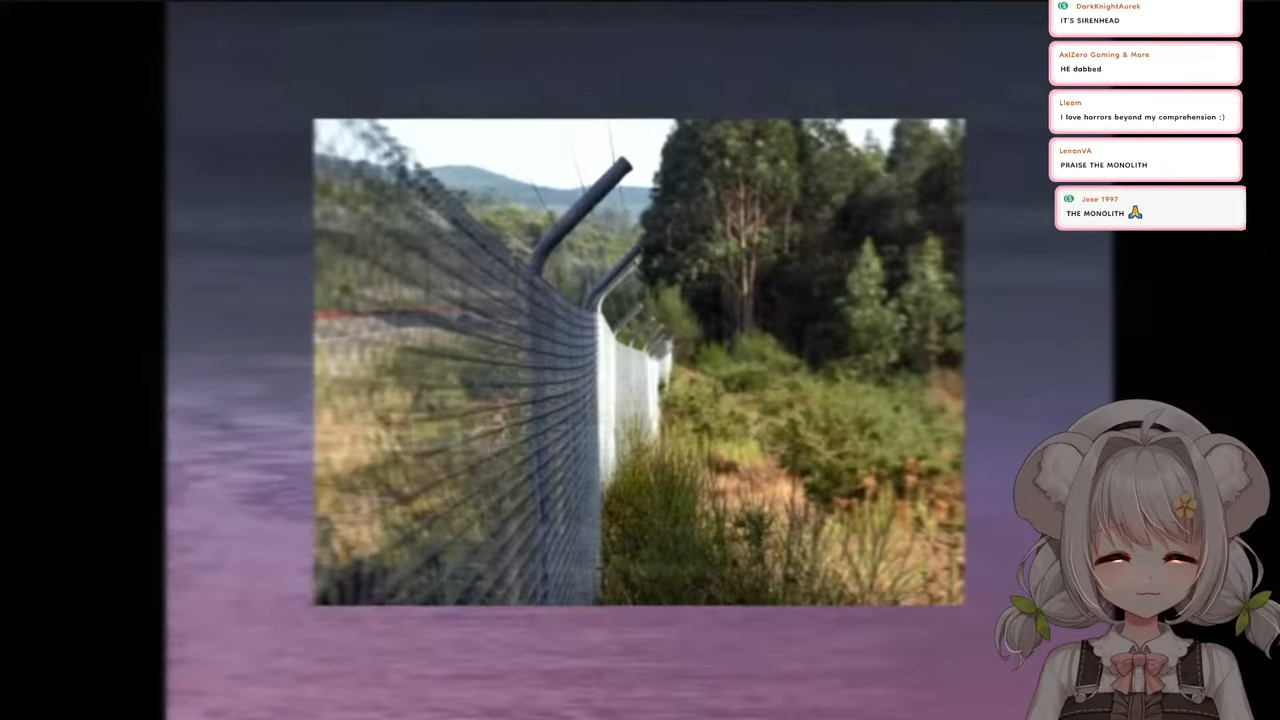 DarkKnightAurek
IT'S SIRENHEAD
AxlZero Gaming & More
HE dabbed
Lleom
I love horrors beyond my comprehension :)
LenanVA
PRAISE THE MONOLITH
Jose 1997
THE MONOLITH 🙏